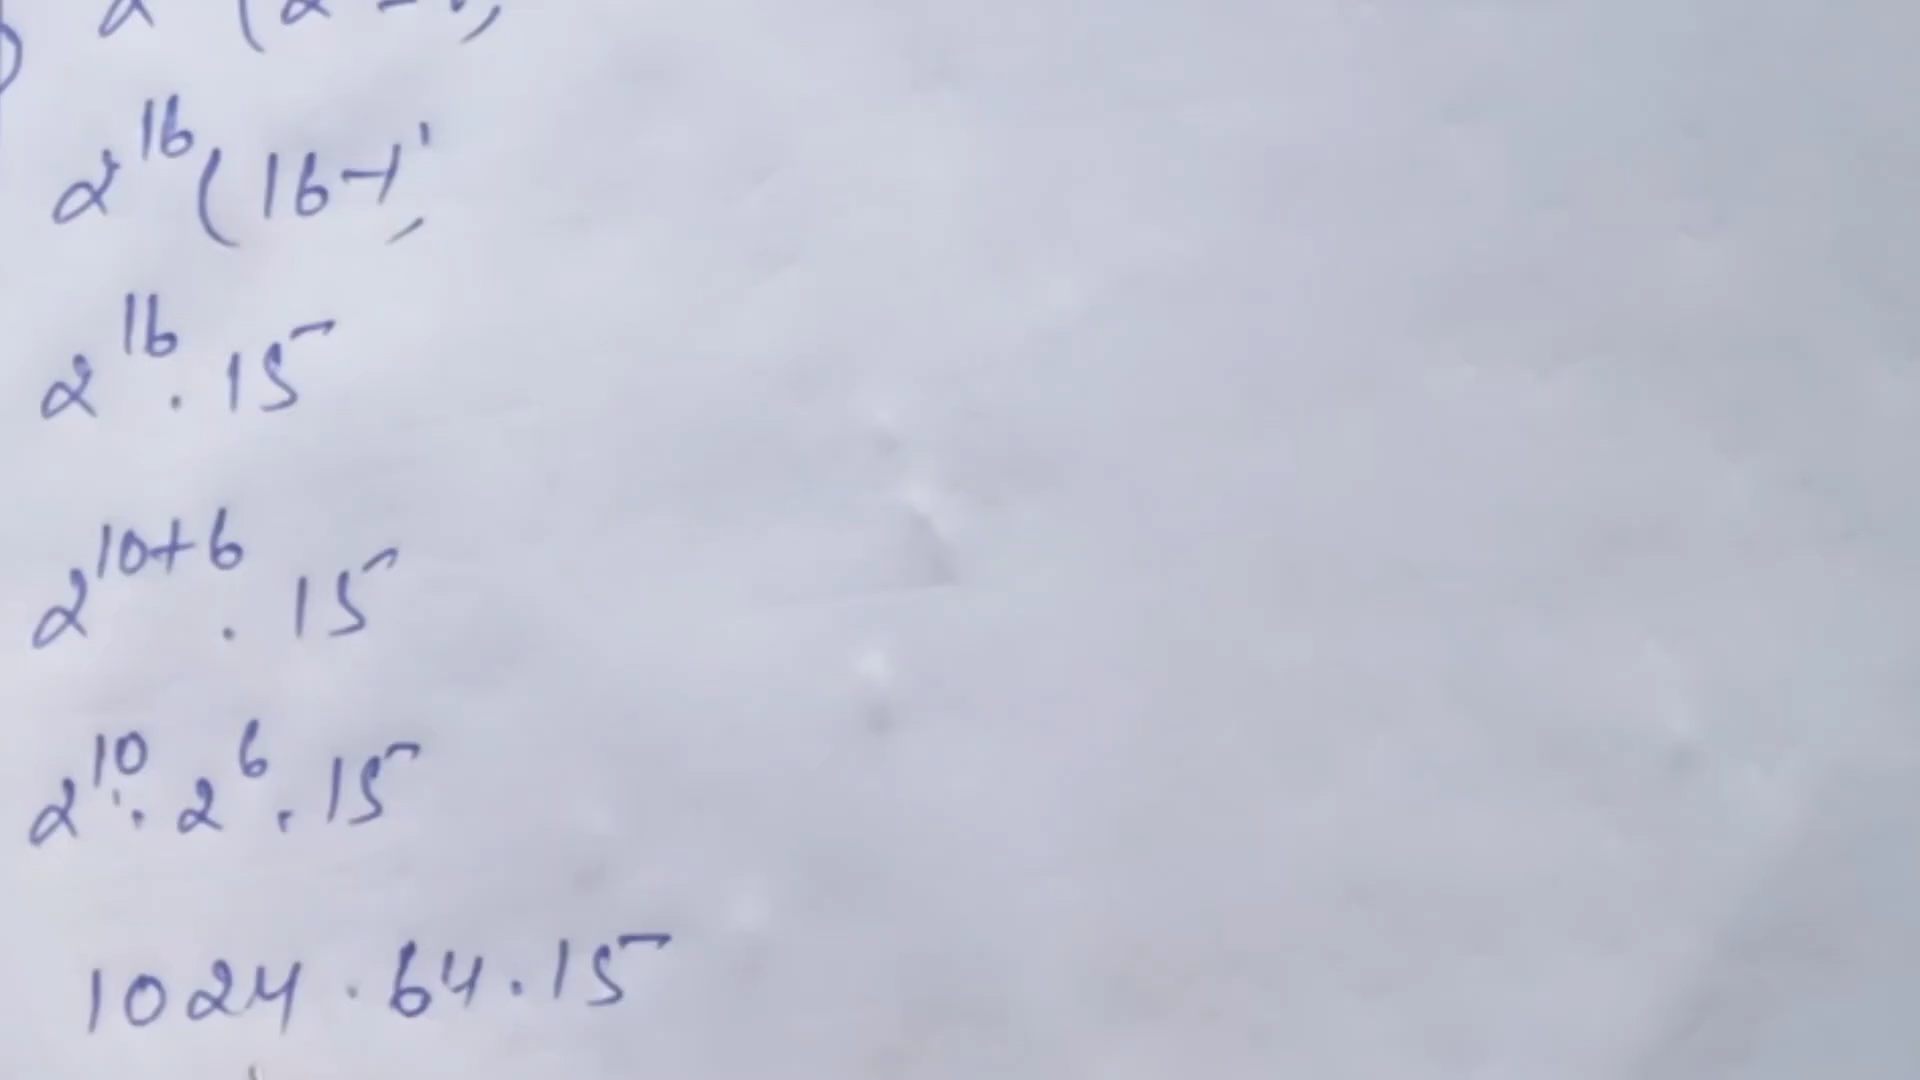 2^16 (16-1)
2^16 . 15
2^10+6 . 15
2^10 . 2^6 . 15
1024 . 64 . 15